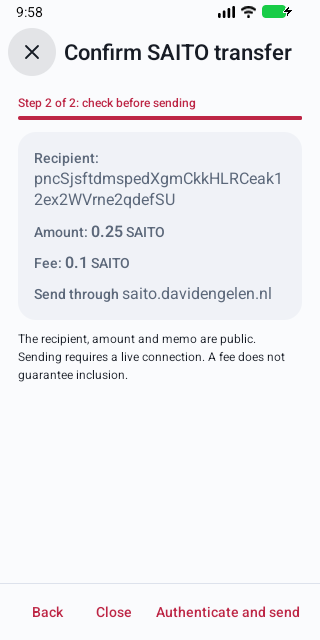 9:58
Confirm SAITO transfer
Step 2 of 2: check before sending
Recipient:
pncSjsftdmspedXgmCkkHLRCeak1
2ex2WVrne2qdefSU
Amount: 0.25 SAITO
Fee: 0.1 SAITO
Send through saito.davidengelen.nl
The recipient, amount and memo are public.
Sending requires a live connection. A fee does not
guarantee inclusion.
Back Close Authenticate and send